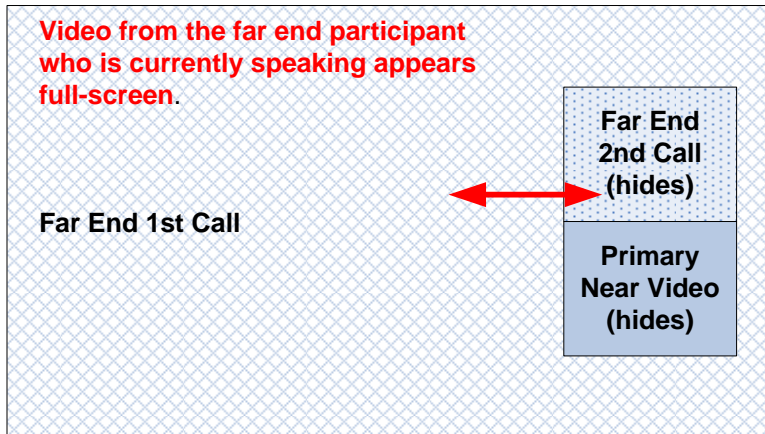 Video from the far end participant
who is currently speaking appears
full-screen.
Far End
2nd Call
(hides)
Far End 1st Call
Primary
Near Video
(hides)